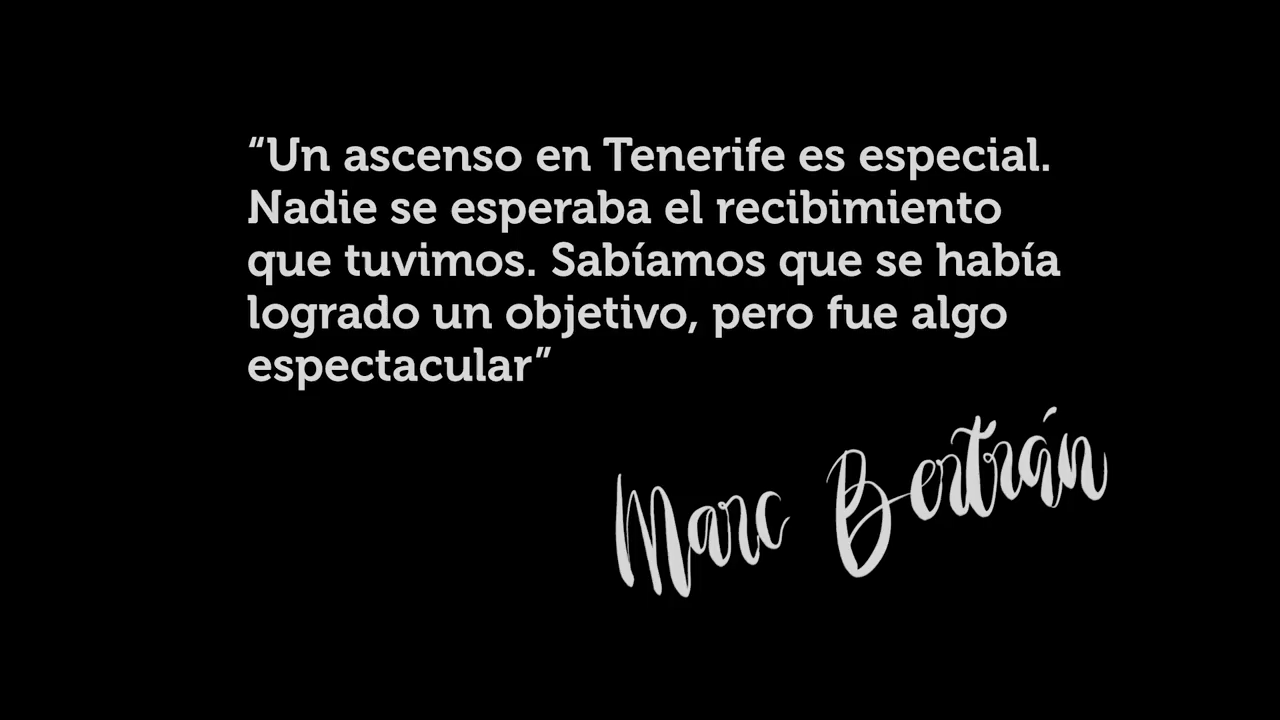 “Un ascenso en Tenerife es especial.
Nadie se esperaba el recibimiento
que tuvimos. Sabíamos que se había
logrado un objetivo, pero fue algo
espectacular”
Marc Bertrán